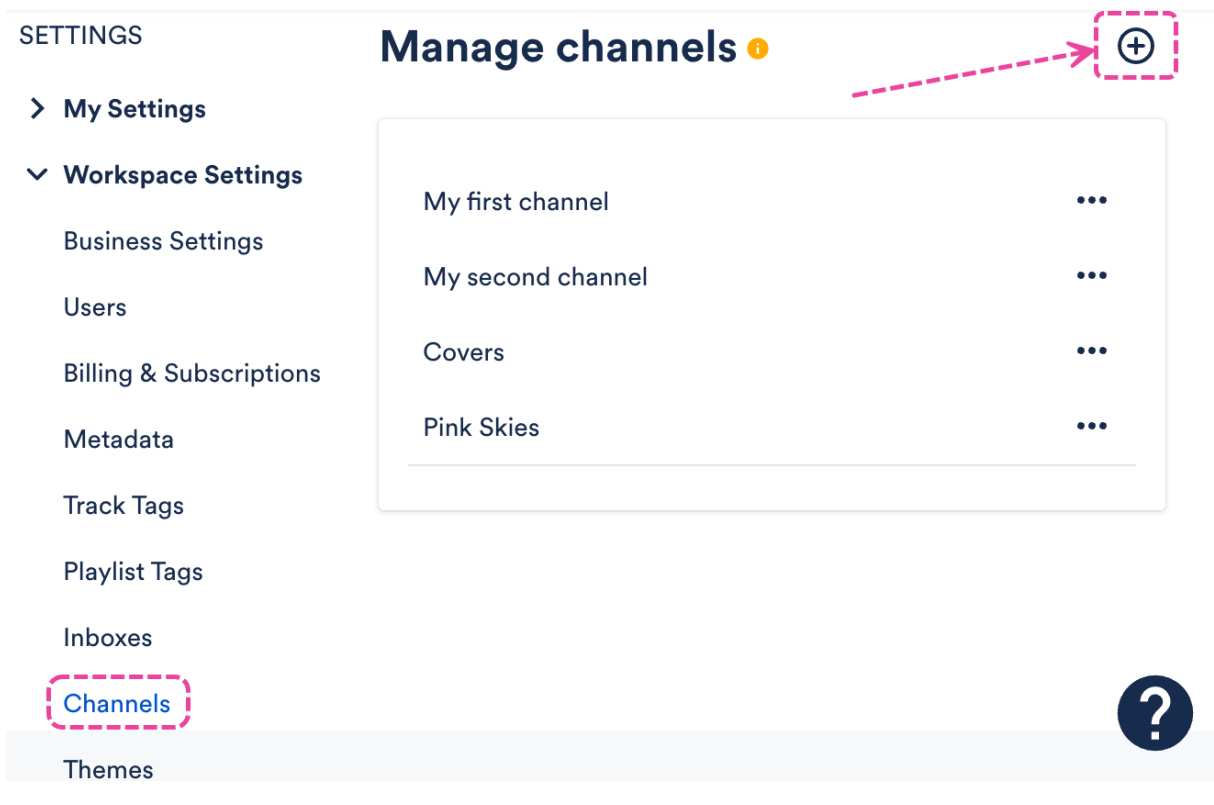 SETTINGS
My Settings
Workspace Settings
Business Settings
Users
Billing & Subscriptions
Metadata
Track Tags
Playlist Tags
Inboxes
Channels
Themes
Manage channels
My first channel
My second channel
Covers
Pink Skies
?